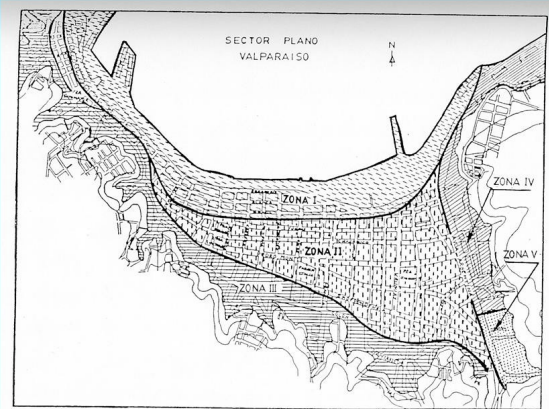 SECTOR PLANO
VALPARAISO
N
ZONA I
ZONA II
ZONA III
ZONA IV
ZONA V